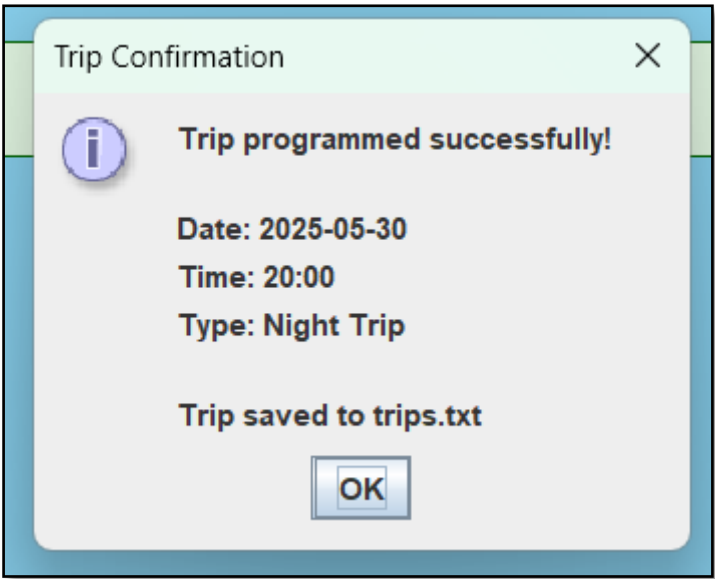 Trip Confirmation
Trip programmed successfully!
Date: 2025-05-30
Time: 20:00
Type: Night Trip
Trip saved to trips.txt
OK